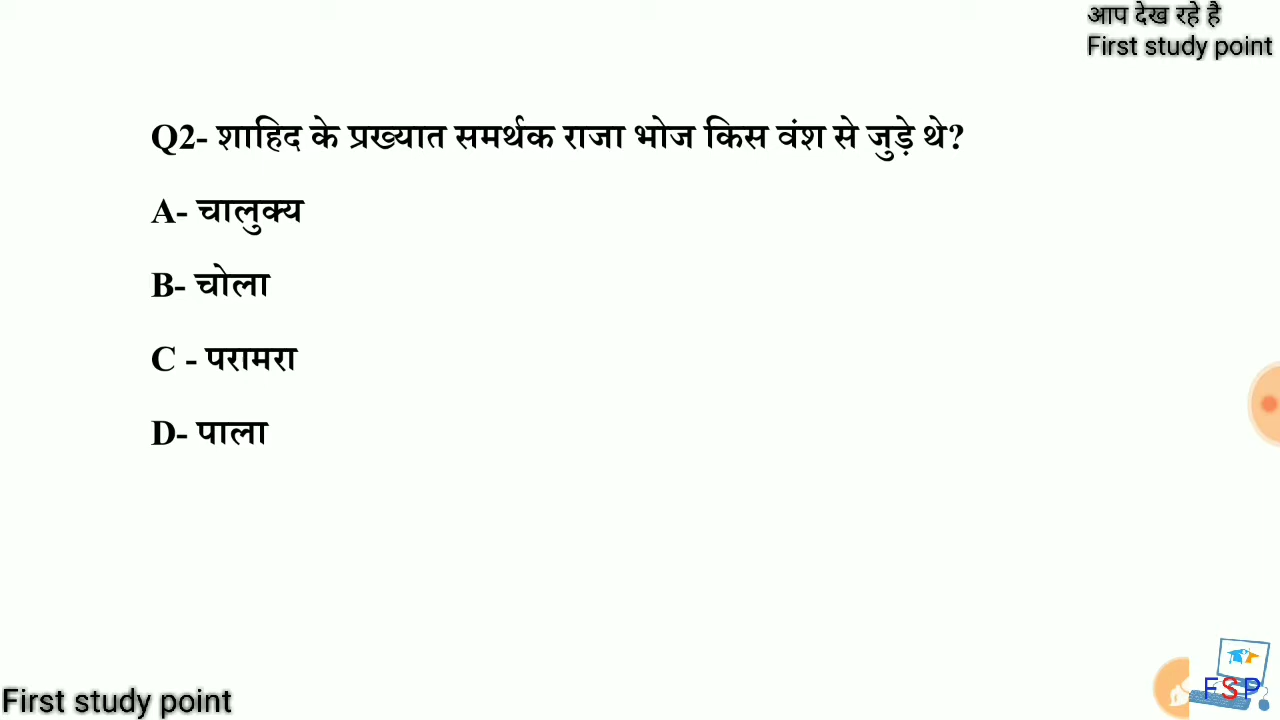 आप देख रहे है
First study point
Q2- शाहिद के प्रख्यात समर्थक राजा भोज किस वंश से जुड़े थे?
A- चालुक्य
B- चोला
C - परामरा
D- पाला
FSP
First study point